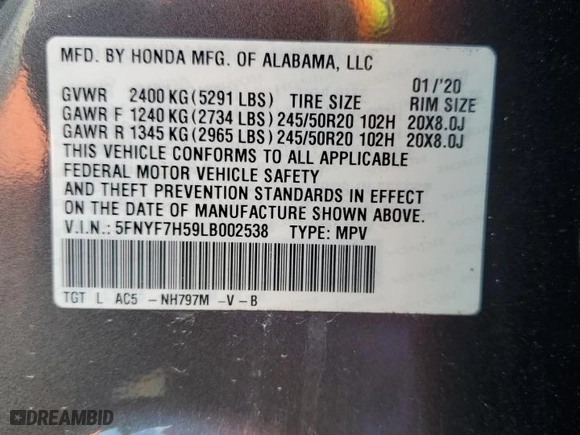 MFD. BY HONDA MFG. OF ALABAMA, LLC
01/'20
GVWR 2400 KG (5291 LBS) TIRE SIZE RIM SIZE
GAWR F 1240 KG (2734 LBS) 245/50R20 102H 20X8.0J
GAWR R 1345 KG (2965 LBS) 245/50R20 102H 20X8.0J
THIS VEHICLE CONFORMS TO ALL APPLICABLE
FEDERAL MOTOR VEHICLE SAFETY
AND THEFT PREVENTION STANDARDS IN EFFECT
ON THE DATE OF MANUFACTURE SHOWN ABOVE.
V.I.N.: 5FNYF7H59LB002538 TYPE: MPV
TGT L AC5 -NH797M -V-B
DREAMBID